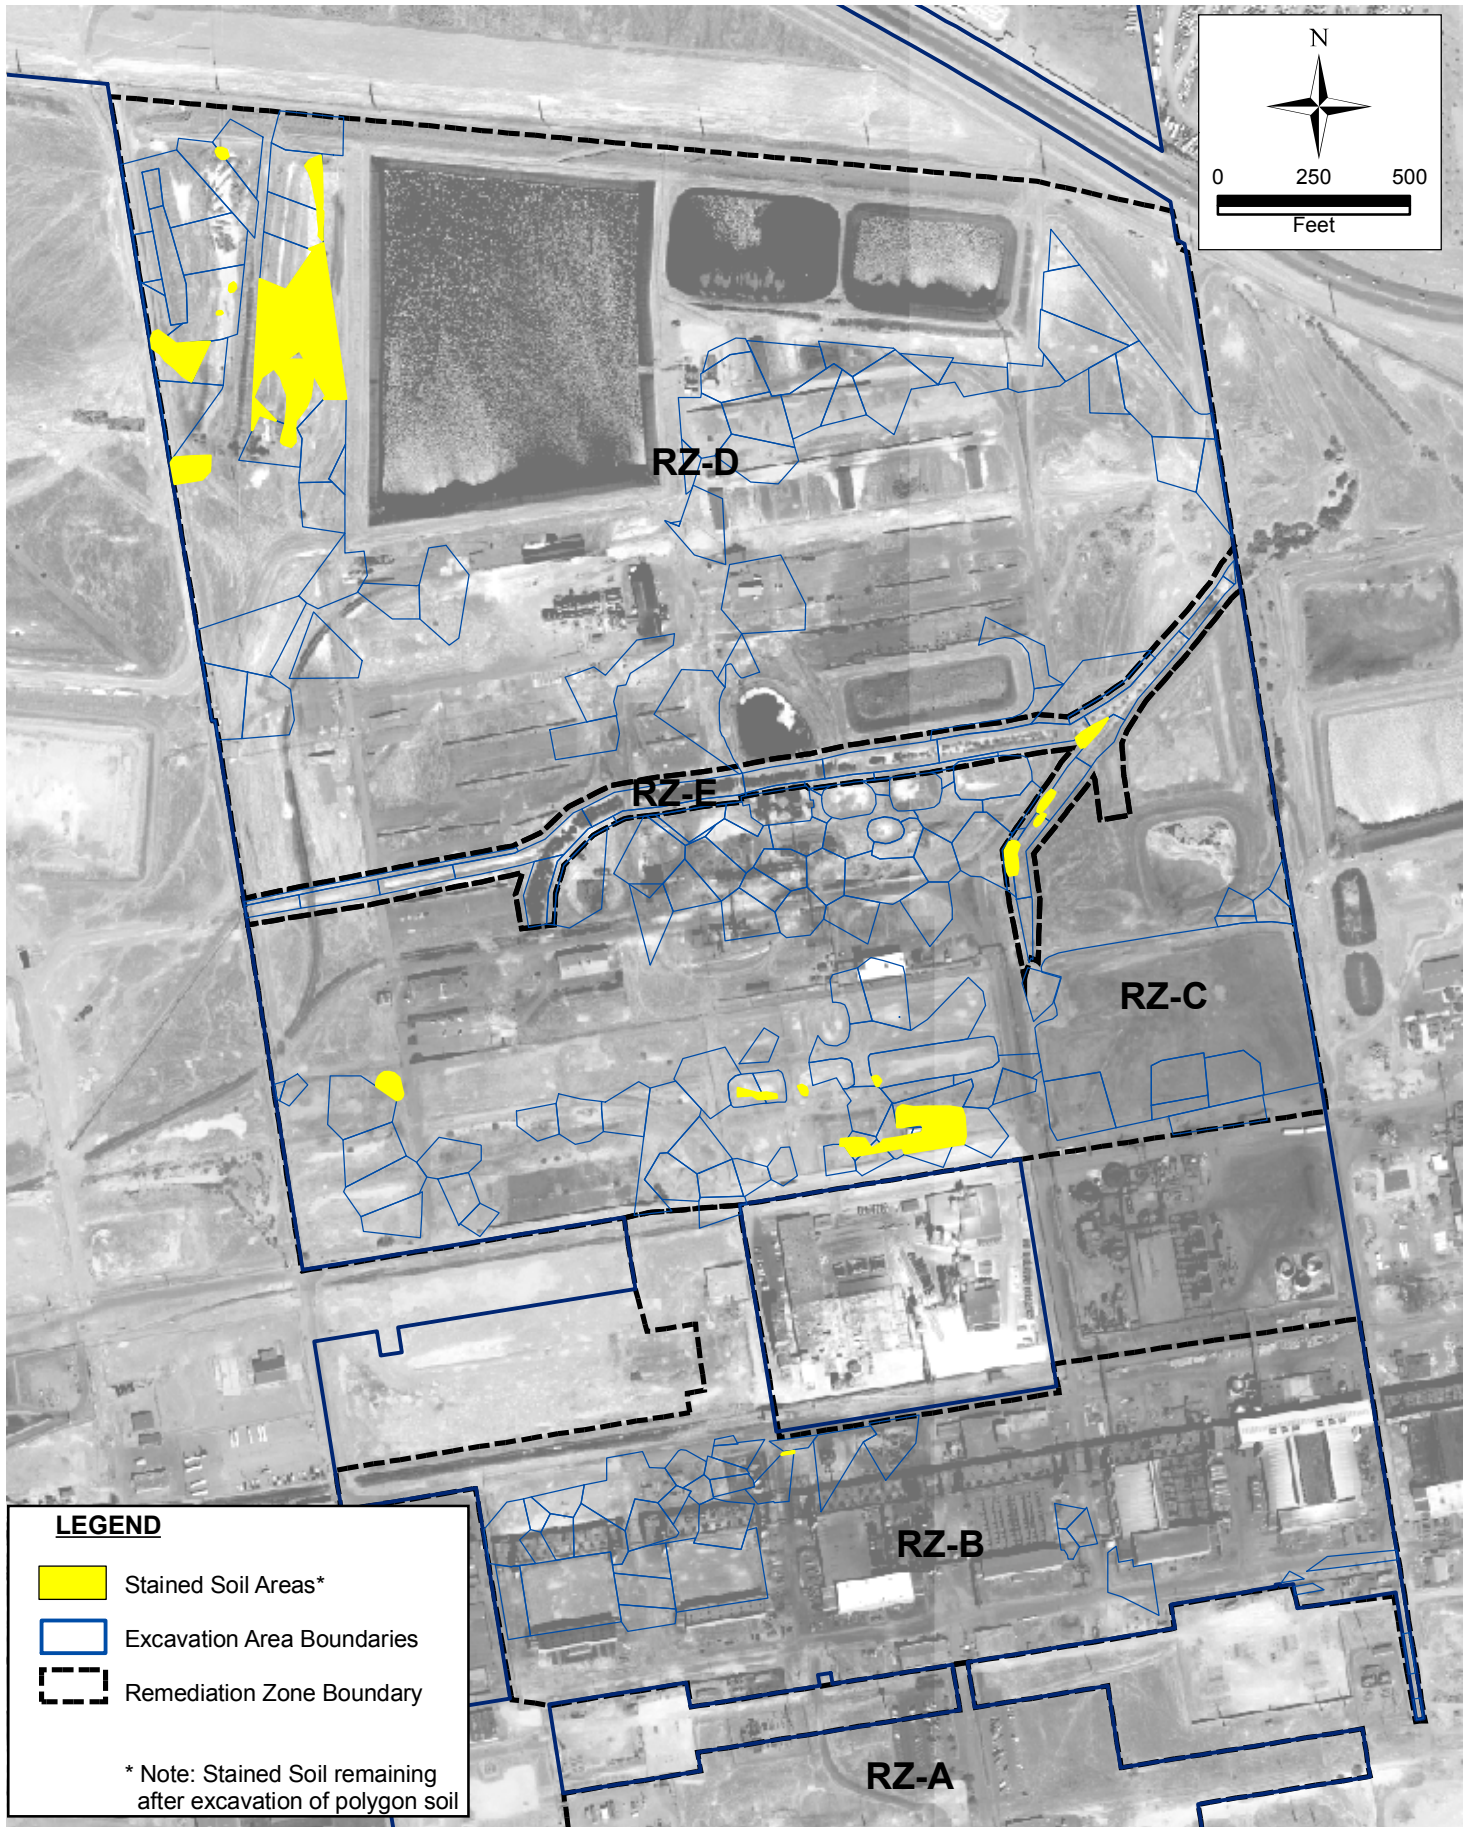 N
0 250 500
Feet
RZ-D
RZ-E
RZ-C
RZ-B
RZ-A
LEGEND
Stained Soil Areas*
Excavation Area Boundaries
Remediation Zone Boundary
* Note: Stained Soil remaining
after excavation of polygon soil